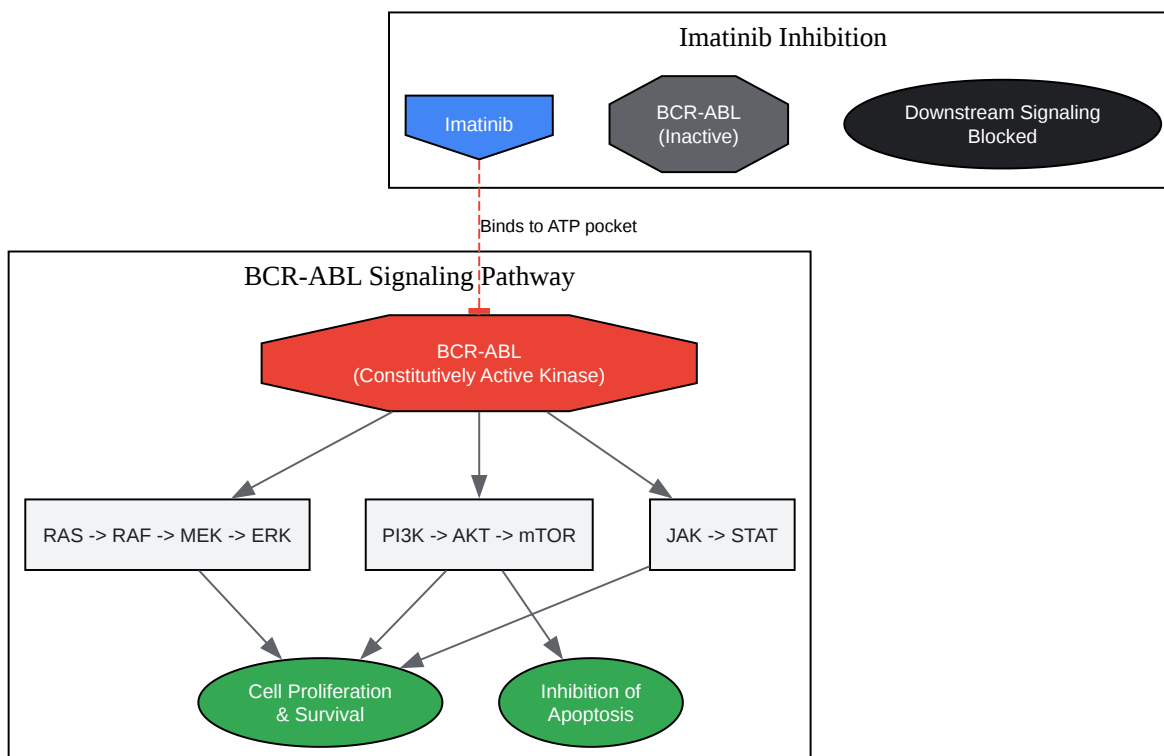 Imatinib Inhibition
Imatinib
BCR-ABL
(Inactive)
Downstream Signaling
Blocked
Binds to ATP pocket
BCR-ABL Signaling Pathway
BCR-ABL
(Constitutively Active Kinase)
RAS -> RAF -> MEK -> ERK
PI3K -> AKT -> mTOR
JAK -> STAT
Cell Proliferation
& Survival
Inhibition of
Apoptosis